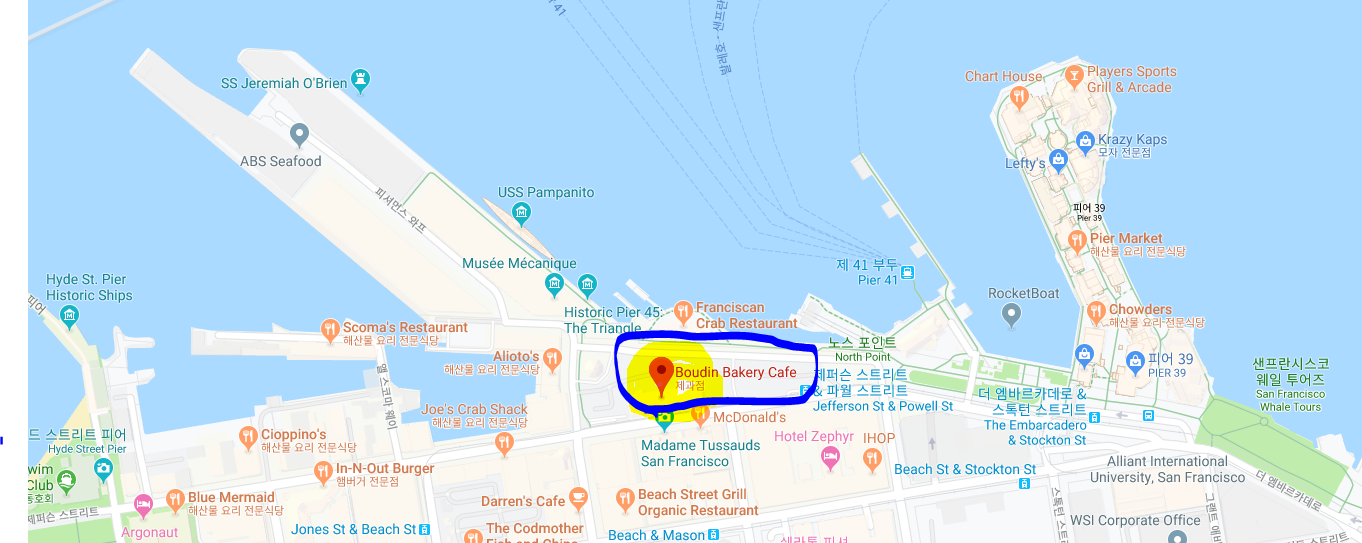 41
발레호 - 샌프란
SS Jeremiah O'Brien
ABS Seafood
피셔먼스 와프
USS Pampanito
Musée Mécanique
Hyde St. Pier
Historic Ships
피어
Historic Pier 45:
The Triangle
Franciscan
Crab Restaurant
Scoma's Restaurant
해산물 요리 전문식당
Alioto's
해산물 요리 전문식당
Boudin Bakery Cafe
제과점
Chart House
Players Sports
Grill & Arcade
Krazy Kaps
모자 전문점
Lefty's
피어 39
Pier 39
Pier Market
해산물 요리 전문식당
제 41 부두
Pier 41
RocketBoat
Chowders
해산물 요리 전문식당
노스 포인트
North Point
피어 39
PIER 39
샌프란시스코
웨일 투어즈
San Francisco
Whale Tours
제퍼슨 스트리트
& 파월 스트리트
Jefferson St & Powell St
더 엠바르카데로 &
스톡턴 스트리트
The Embarcadero
& Stockton St
Joe's Crab Shack
해산물 요리 전문식당
McDonald's
Madame Tussauds
San Francisco
Hotel Zephyr
IHOP
Beach St & Stockton St
Alliant International
University, San Francisco
더 엠바르카데로
드 스트리트 피어
Hyde Street Pier
Cioppino's
해산물 요리 전문식당
In-N-Out Burger
햄버거 전문점
wim
Club
동호회
Blue Mermaid
해산물 요리 전문식당
제퍼슨 스트리트
Argonaut
Jones St & Beach St
Darren's Cafe
Beach Street Grill
Organic Restaurant
The Codmother
Fish and Chips
Beach & Mason
WSI Corporate Office